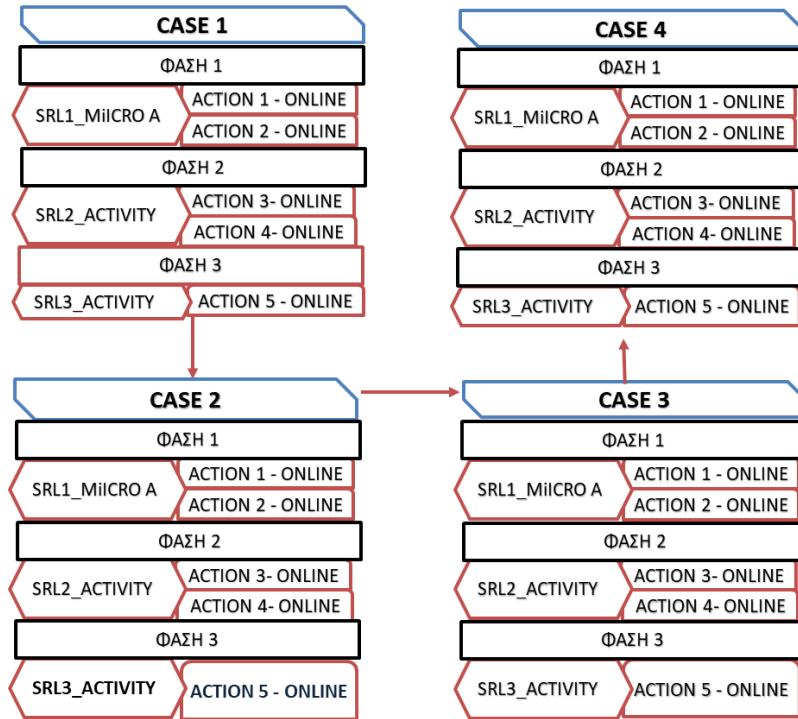 CASE 1
ΦΑΣΗ 1
SRL1_MiICRO A
ACTION 1 - ONLINE
ACTION 2 - ONLINE
ΦΑΣΗ 2
SRL2_ACTIVITY
ACTION 3- ONLINE
ACTION 4- ONLINE
ΦΑΣΗ 3
SRL3_ACTIVITY
ACTION 5 - ONLINE
CASE 2
ΦΑΣΗ 1
SRL1_MiICRO A
ACTION 1 - ONLINE
ACTION 2 - ONLINE
ΦΑΣΗ 2
SRL2_ACTIVITY
ACTION 3- ONLINE
ACTION 4- ONLINE
ΦΑΣΗ 3
SRL3_ACTIVITY
ACTION 5 - ONLINE
CASE 3
ΦΑΣΗ 1
SRL1_MiICRO A
ACTION 1 - ONLINE
ACTION 2 - ONLINE
ΦΑΣΗ 2
SRL2_ACTIVITY
ACTION 3- ONLINE
ACTION 4- ONLINE
ΦΑΣΗ 3
SRL3_ACTIVITY
ACTION 5 - ONLINE
CASE 4
ΦΑΣΗ 1
SRL1_MiICRO A
ACTION 1 - ONLINE
ACTION 2 - ONLINE
ΦΑΣΗ 2
SRL2_ACTIVITY
ACTION 3- ONLINE
ACTION 4- ONLINE
ΦΑΣΗ 3
SRL3_ACTIVITY
ACTION 5 - ONLINE